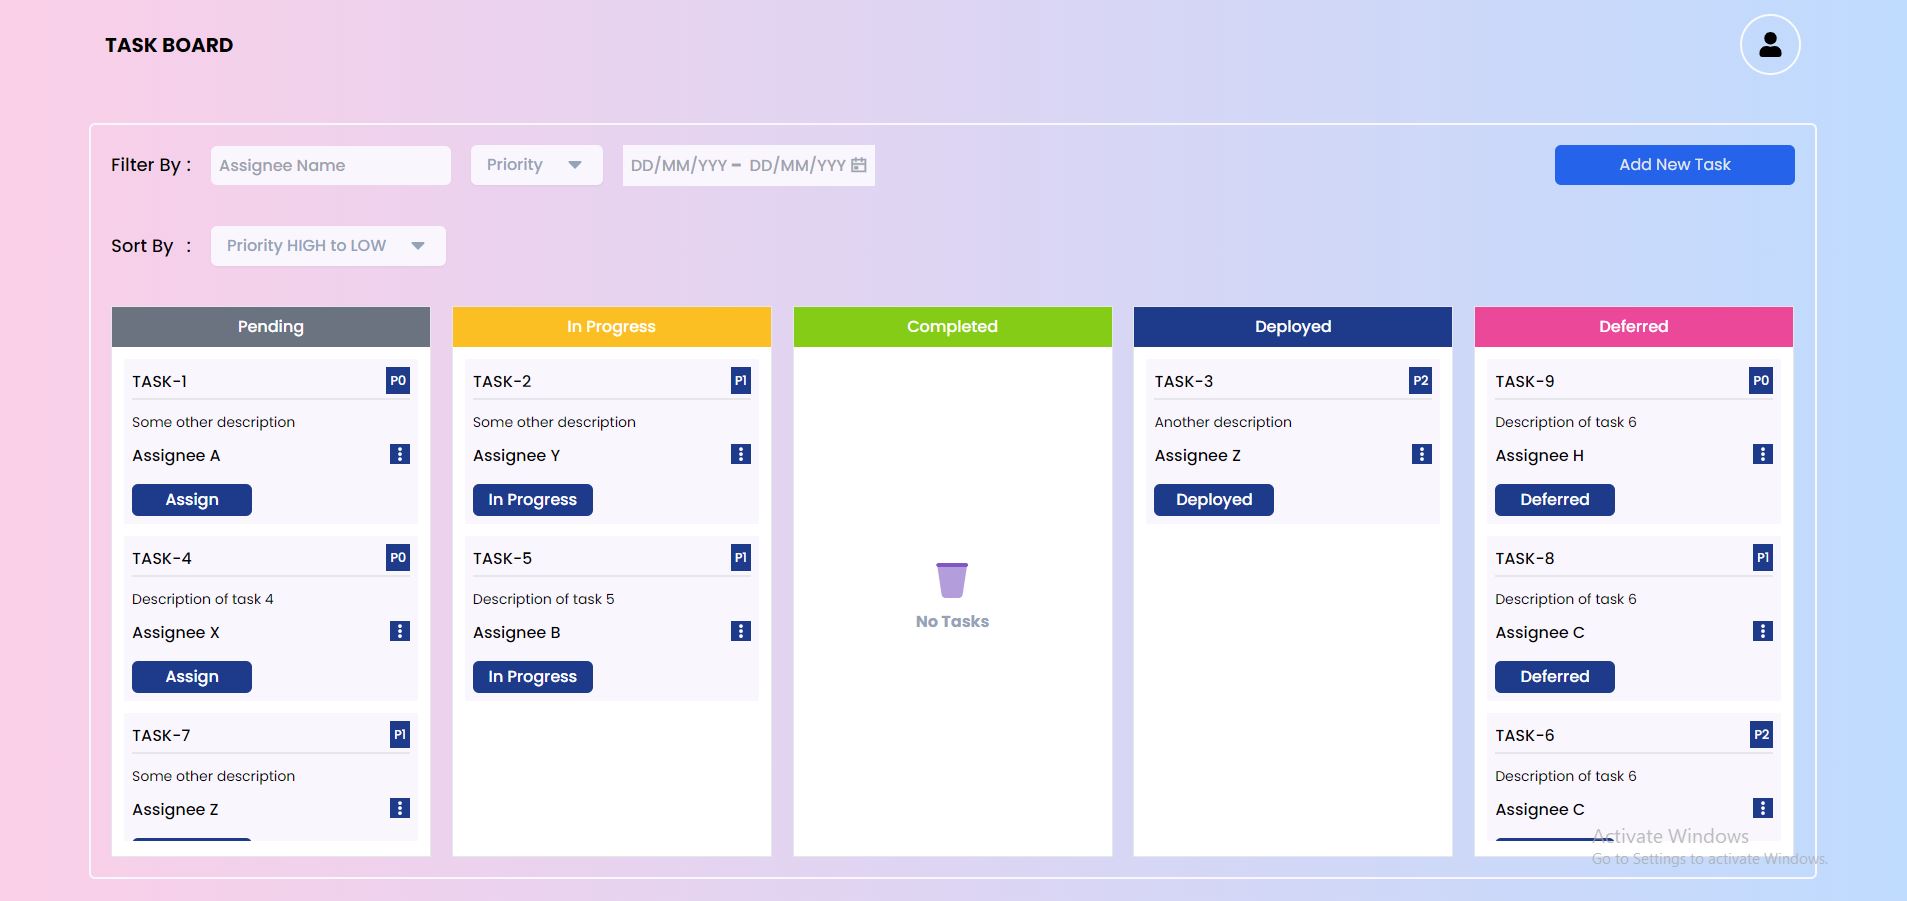 TASK BOARD
Filter By :
Assignee Name
Priority
DD/MM/YYY - DD/MM/YYY
Add New Task
Sort By :
Priority HIGH to LOW
Pending
TASK-1
P0
Some other description
Assignee A
Assign
TASK-4
P0
Description of task 4
Assignee X
Assign
TASK-7
P1
Some other description
Assignee Z
In Progress
TASK-2
P1
Some other description
Assignee Y
In Progress
TASK-5
P1
Description of task 5
Assignee B
In Progress
Completed
No Tasks
Deployed
TASK-3
P2
Another description
Assignee Z
Deployed
Deferred
TASK-9
P0
Description of task 6
Assignee H
Deferred
TASK-8
P1
Description of task 6
Assignee C
Deferred
TASK-6
P2
Description of task 6
Assignee C
Activate Windows
Go to Settings to activate Windows.